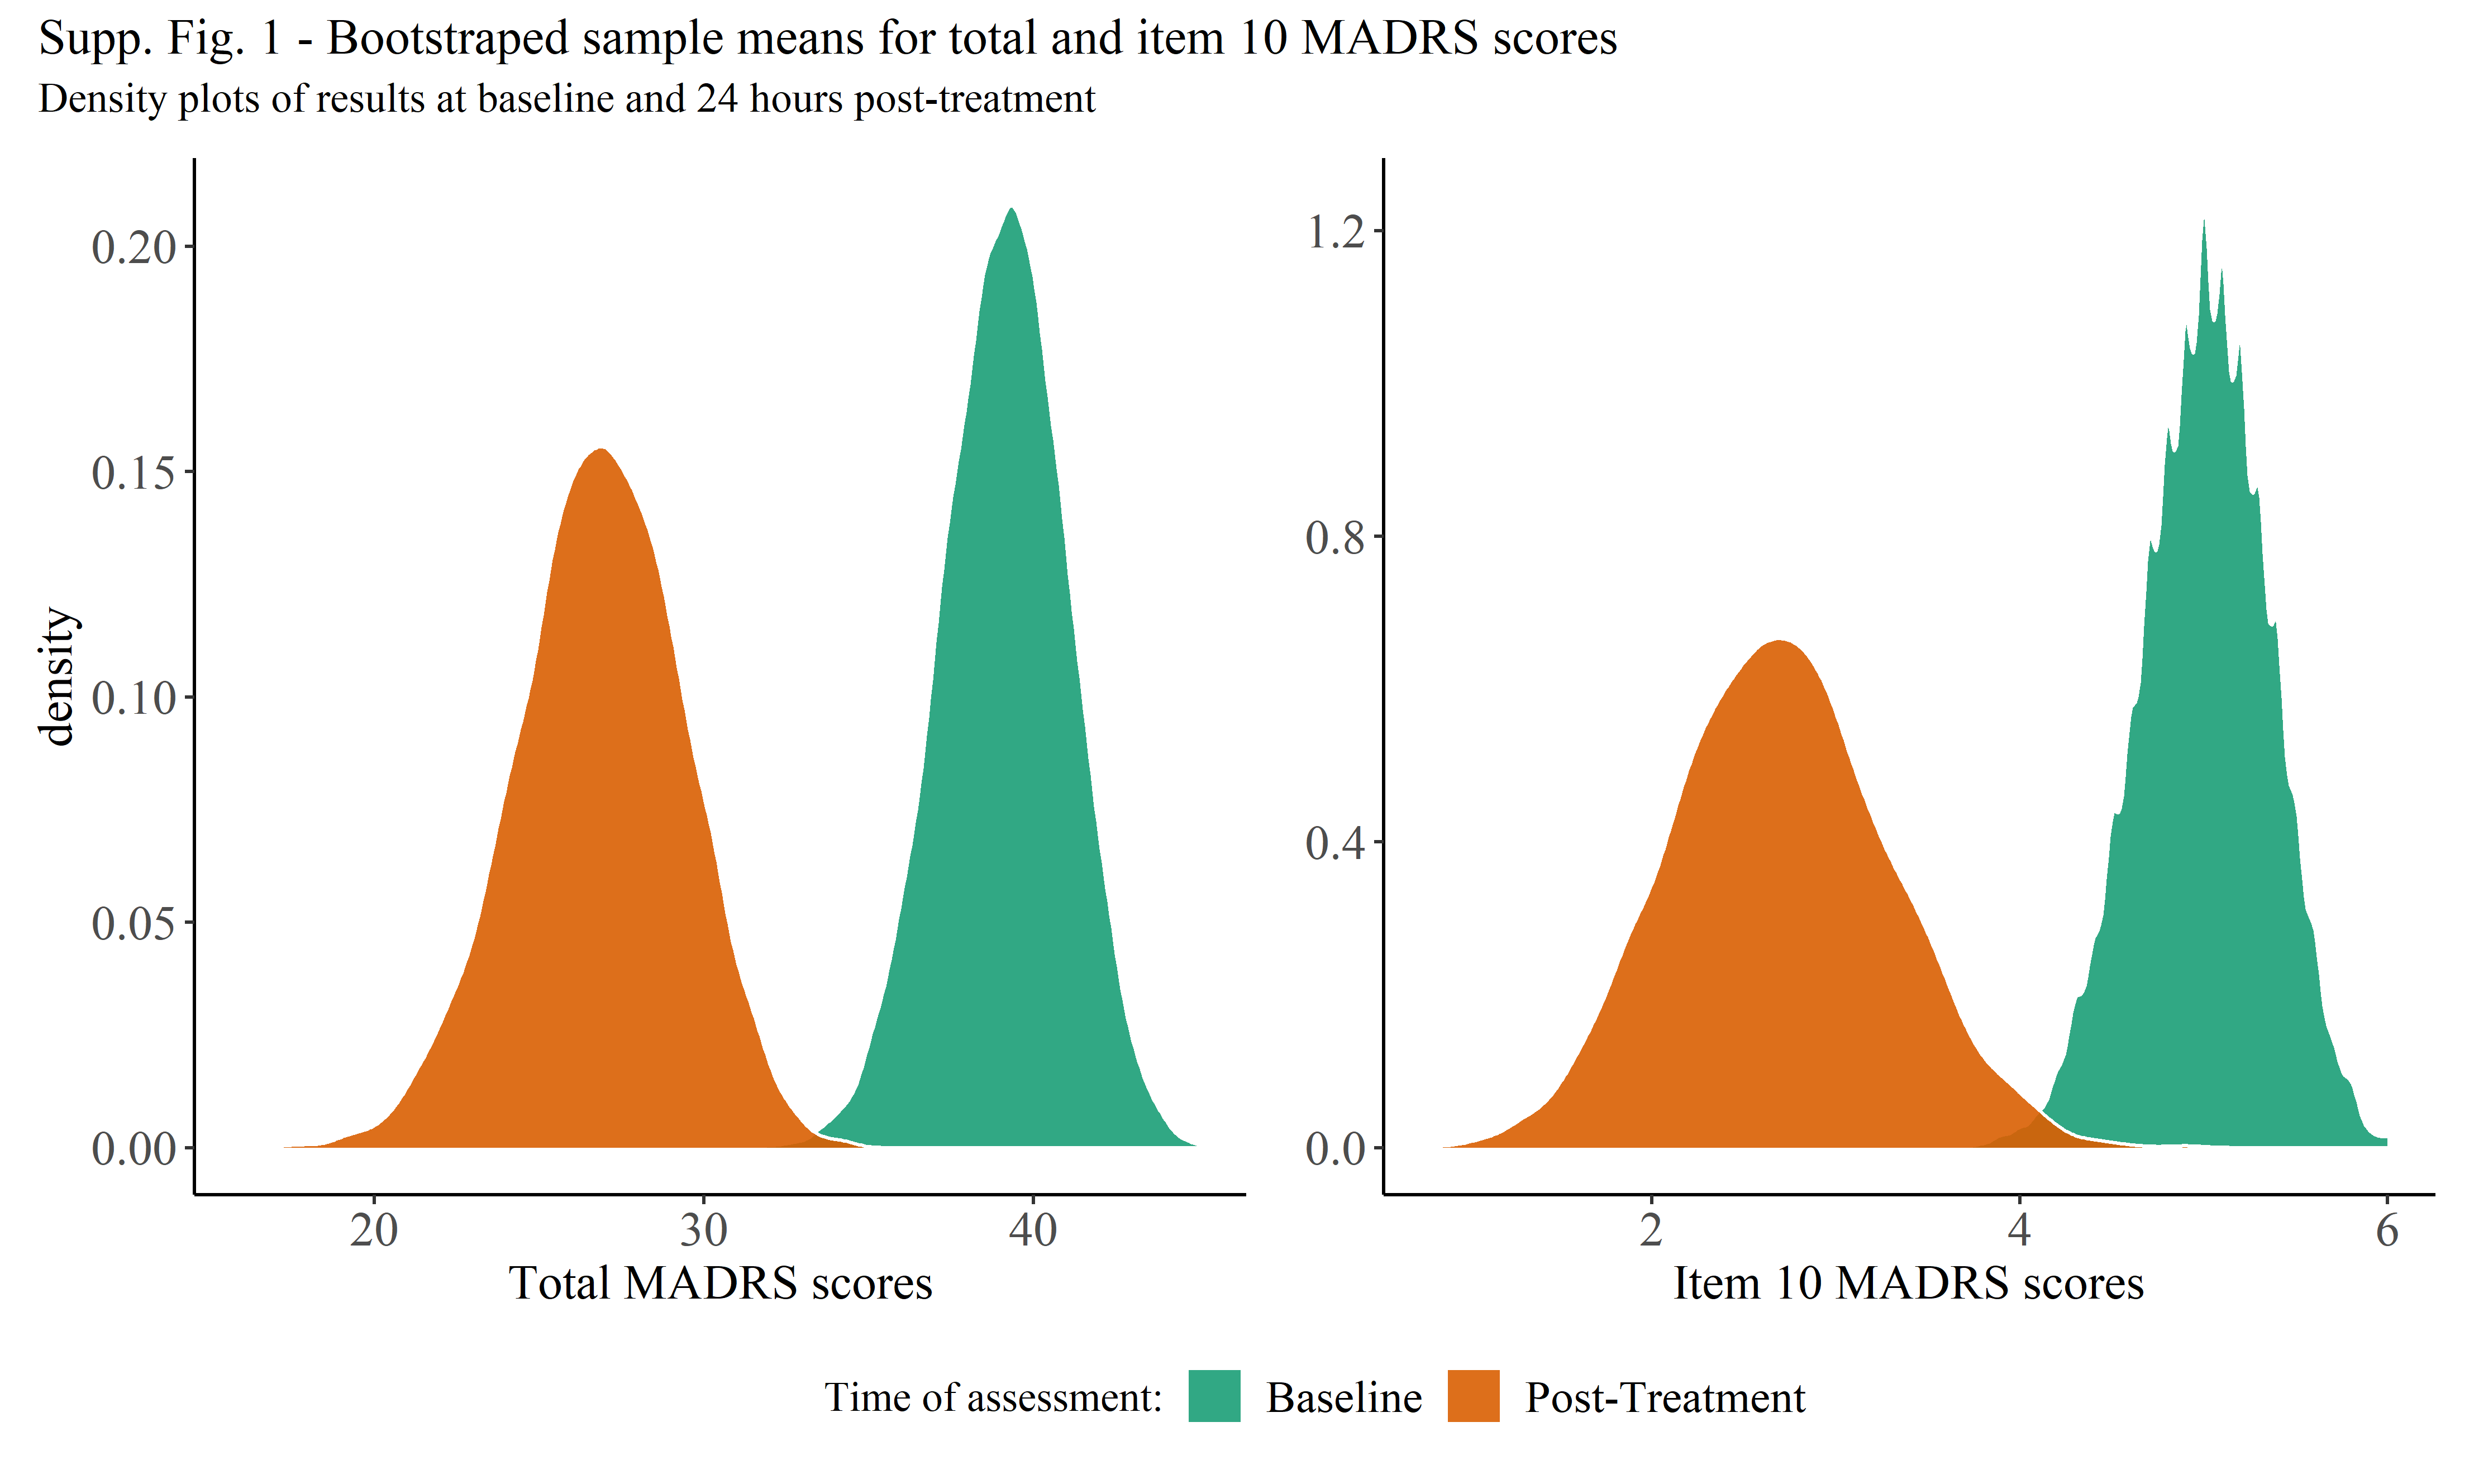 Supp. Fig. 1 - Bootstraped sample means for total and item 10 MADRS scores
Density plots of results at baseline and 24 hours post-treatment
density
0.20
0.15
0.10
0.05
0.00
20 30 40
Total MADRS scores
1.2
0.8
0.4
0.0
2 4 6
Item 10 MADRS scores
Time of assessment: Baseline Post-Treatment